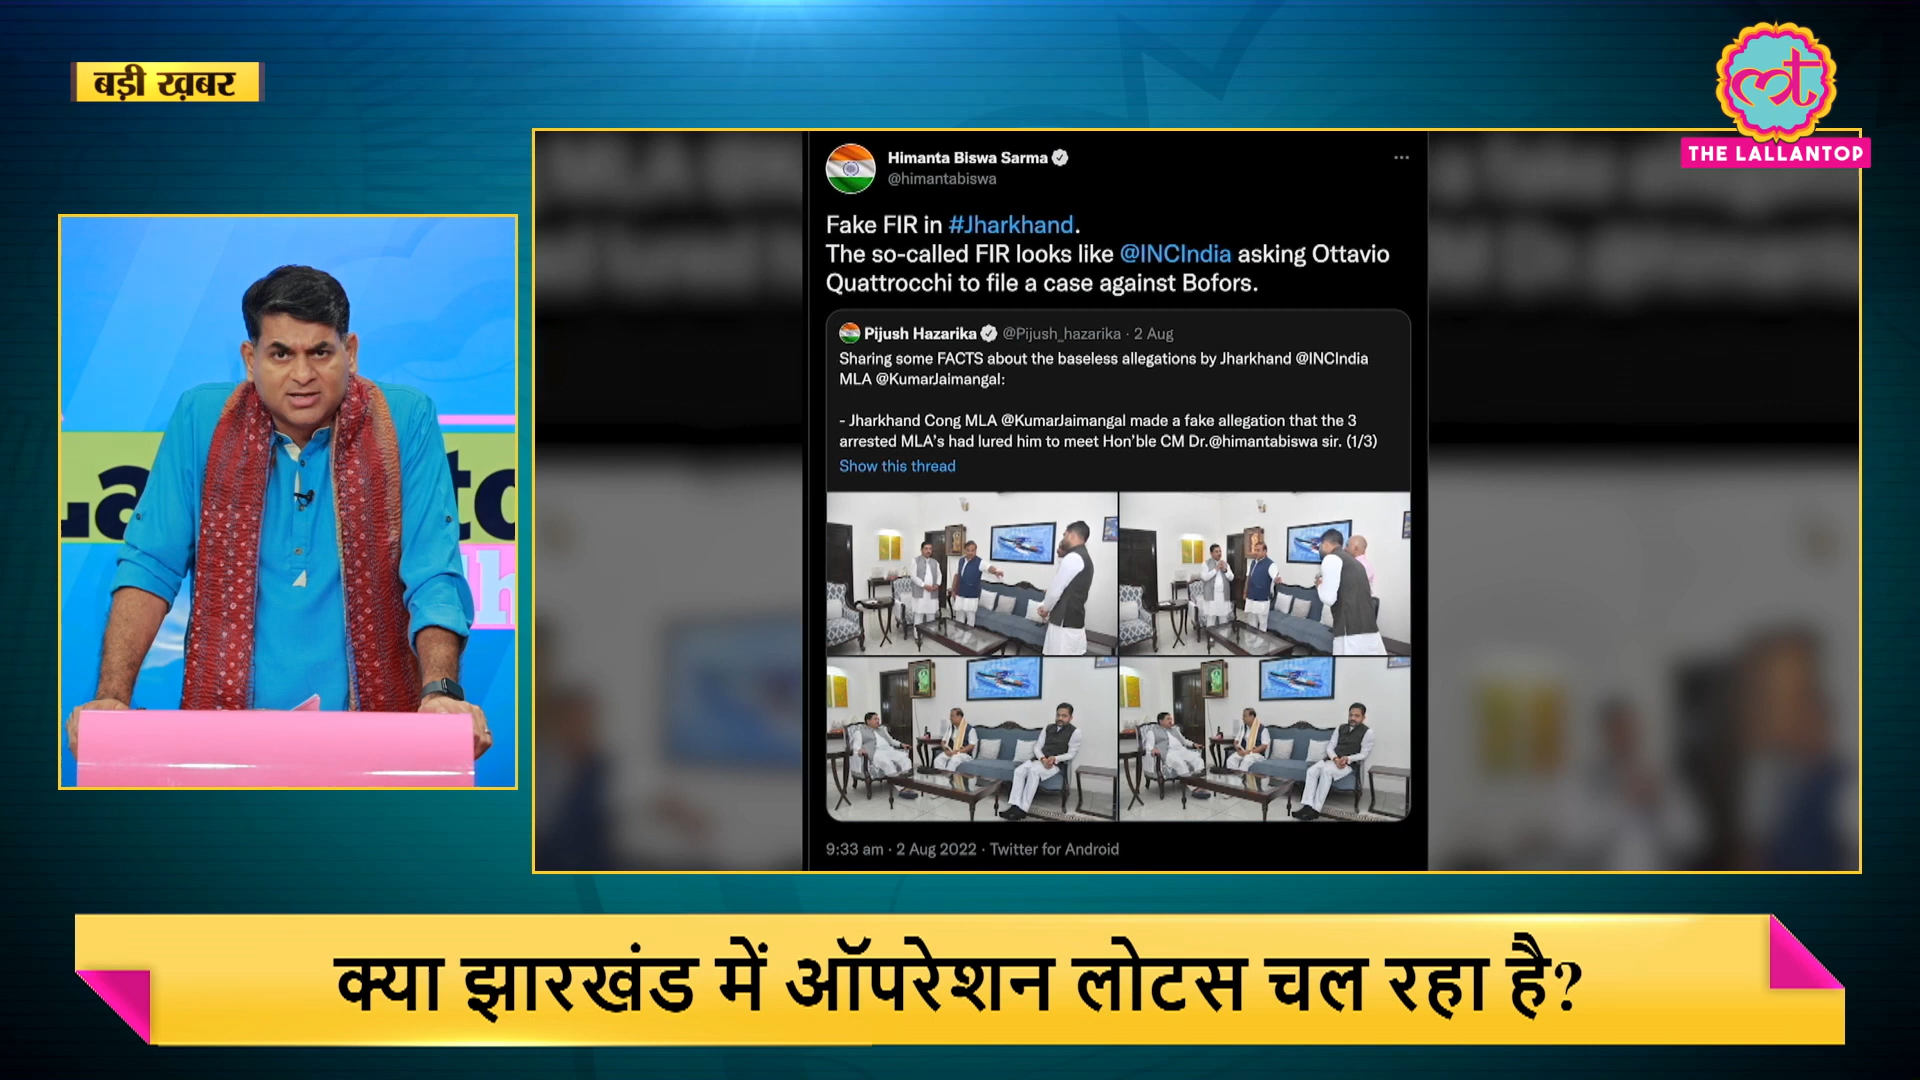 बड़ी ख़बर
THE LALLANTOP
Himanta Biswa Sarma
@himantabiswa
Fake FIR in #Jharkhand.
The so-called FIR looks like @INCIndia asking Ottavio
Quattrocchi to file a case against Bofors.
Pijush Hazarika @Pijush_hazarika · 2 Aug
Sharing some FACTS about the baseless allegations by Jharkhand @INCIndia
MLA @KumarJaimangal:
- Jharkhand Cong MLA @KumarJaimangal made a fake allegation that the 3
arrested MLA's had lured him to meet Hon'ble CM Dr.@himantabiswa sir. (1/3)
Show this thread
9:33 am · 2 Aug 2022 · Twitter for Android
क्या झारखंड में ऑपरेशन लोटस चल रहा है?